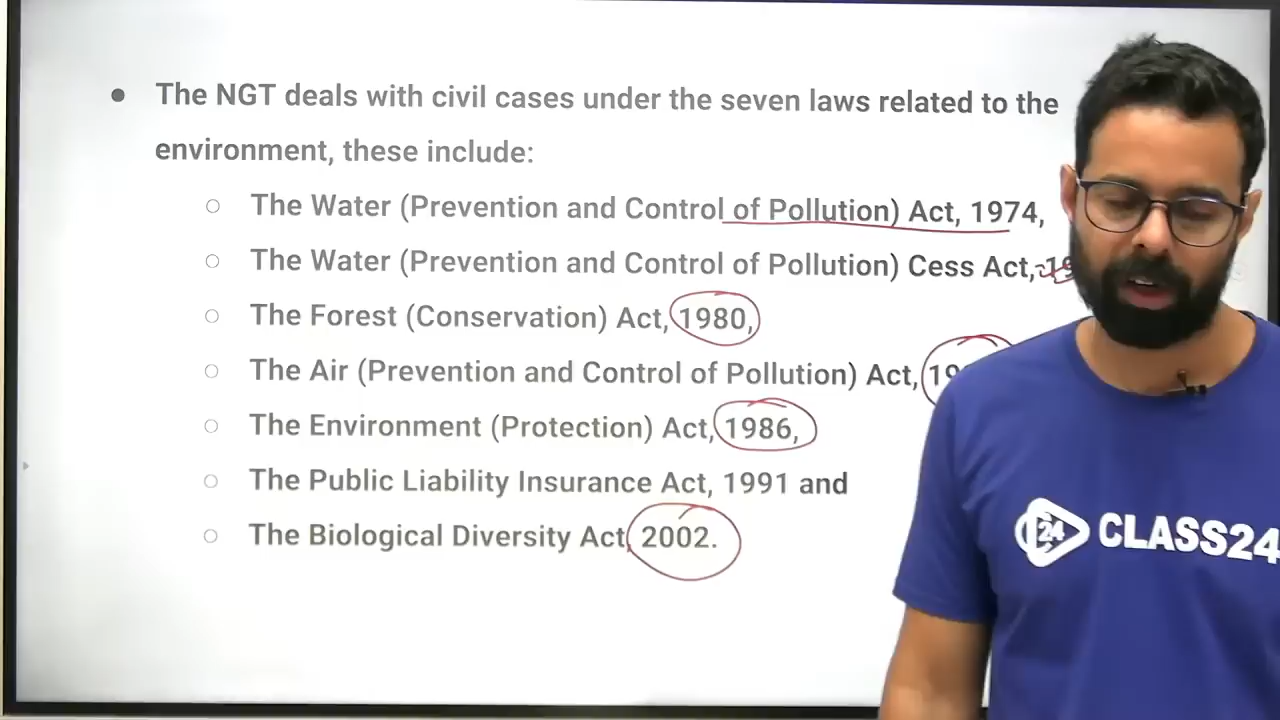 The NGT deals with civil cases under the seven laws related to the
environment, these include:
The Water (Prevention and Control of Pollution) Act, 1974,
The Water (Prevention and Control of Pollution) Cess Act,
The Forest (Conservation) Act, 1980,
The Air (Prevention and Control of Pollution) Act,
The Environment (Protection) Act, 1986,
The Public Liability Insurance Act, 1991 and
The Biological Diversity Act, 2002.
24 CLASS24